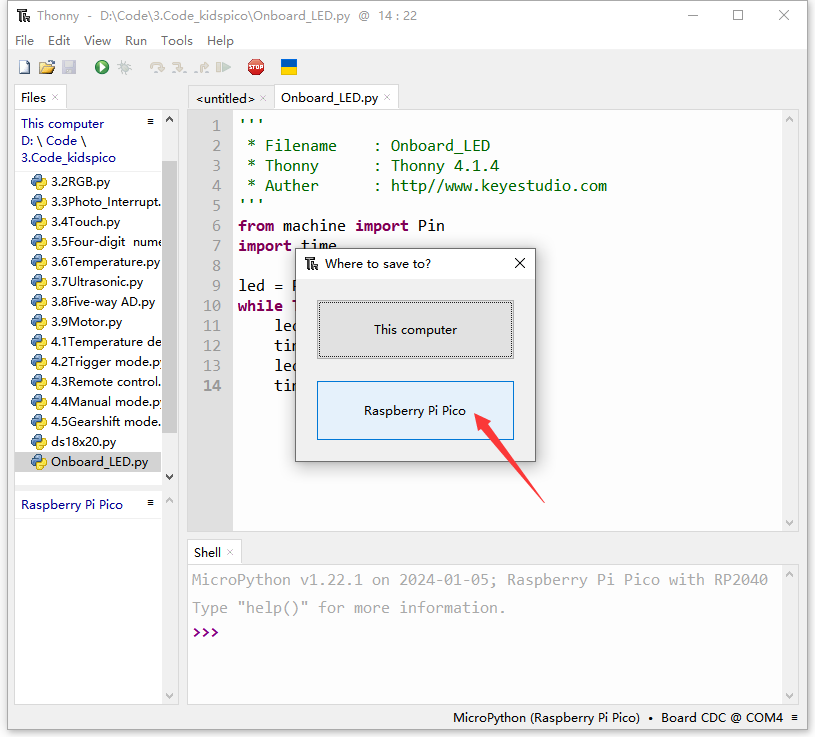 Thonny - D:\Code\3.Code_kidspico\Onboard_LED.py @ 14 : 22
File Edit View Run Tools Help
STOP
Files
This computer
D: \ Code \
3.Code_kidspico
3.2RGB.py
3.3Photo_Interrupt.
3.4Touch.py
3.5Four-digit nume
3.6Temperature.py
3.7Ultrasonic.py
3.8Five-way AD.py
3.9Motor.py
4.1Temperature de
4.2Trigger mode.py
4.3Remote control.
4.4Manual mode.py
4.5Gearshift mode.
ds18x20.py
Onboard_LED.py
Raspberry Pi Pico
<untitled> Onboard_LED.py
1 '''
2 * Filename : Onboard_LED
3 * Thonny : Thonny 4.1.4
4 * Auther : http//www.keyestudio.com
5 '''
6 from machine import Pin
7 import time
8
9 led =
10 while
11 led
12 tim
13 led
14 tim
Where to save to?
This computer
Raspberry Pi Pico
Shell
MicroPython v1.22.1 on 2024-01-05; Raspberry Pi Pico with RP2040
Type "help()" for more information.
>>>
MicroPython (Raspberry Pi Pico) • Board CDC @ COM4 ≡